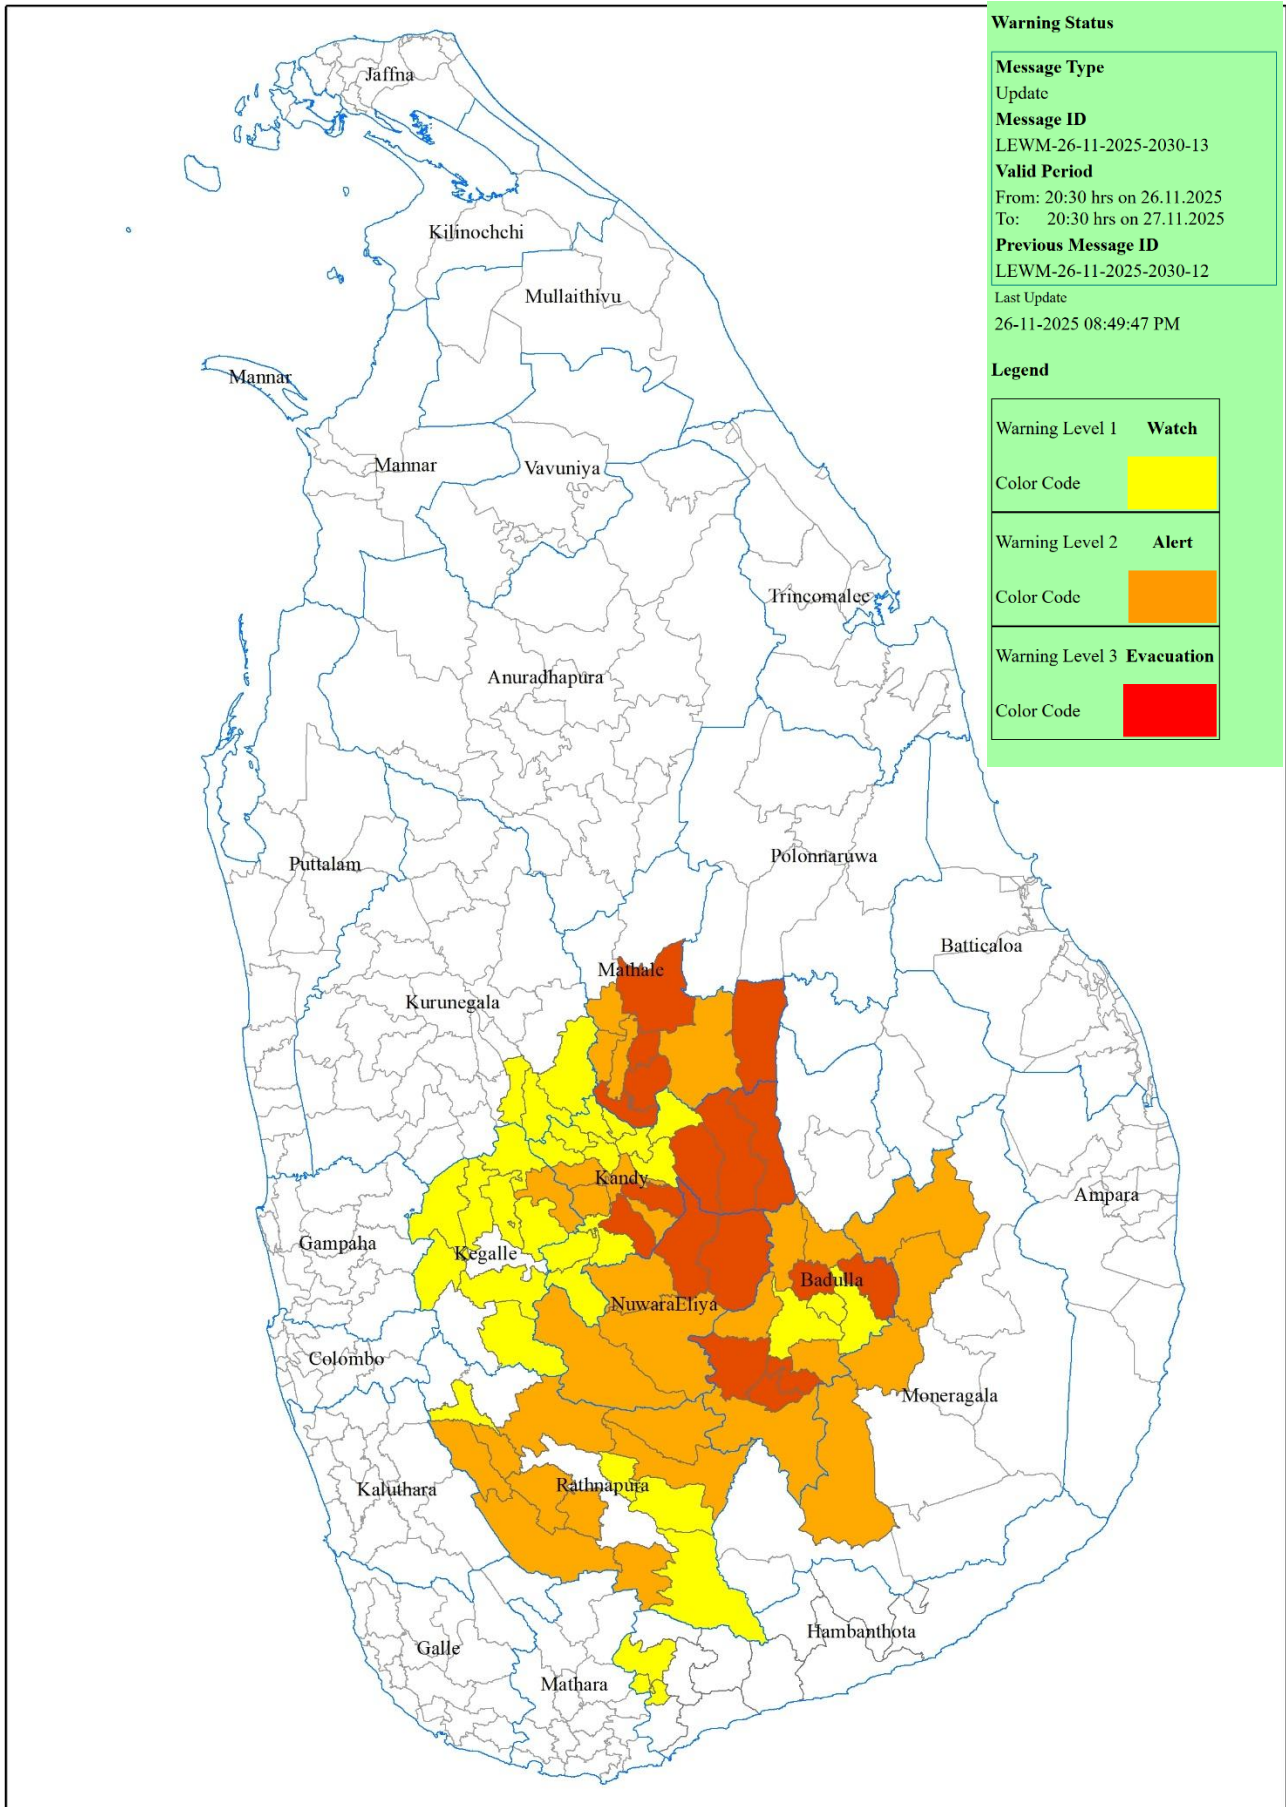 Warning Status
Message Type
Update
Message ID
LEWM-26-11-2025-2030-13
Valid Period
From: 20:30 hrs on 26.11.2025
To: 20:30 hrs on 27.11.2025
Previous Message ID
LEWM-26-11-2025-2030-12
Last Update
26-11-2025 08:49:47 PM
Legend
Warning Level 1 Watch
Color Code
Warning Level 2 Alert
Color Code
Warning Level 3 Evacuation
Color Code
Jaffna
Kilinochchi
Mullaithivu
Mannar
Mannar
Vavuniya
Trincomalee
Anuradhapura
Puttalam
Polonnaruwa
Batticaloa
Mathale
Kurunegala
Kandy
Ampara
Gampaha
Kegalle
Badulla
NuwaraEliya
Colombo
Moneragala
Rathnapura
Kaluthara
Hambanthota
Galle
Mathara